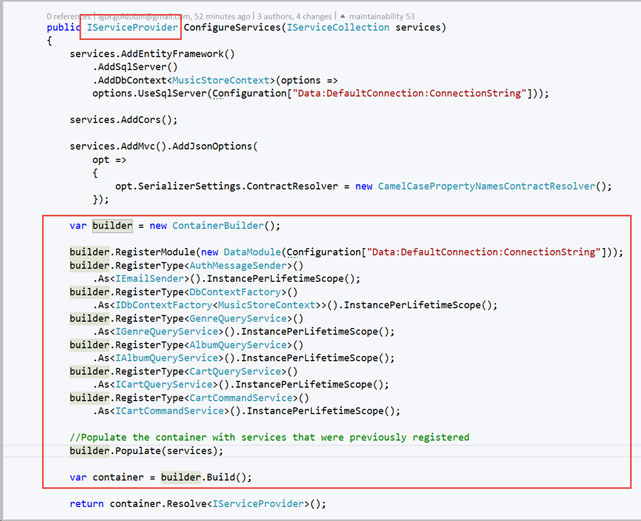 0 references | igor.goldobin@gmail.com, 52 minutes ago | 3 authors, 4 changes | maintainability 53
public IServiceProvider ConfigureServices(IServiceCollection services)
{
services.AddEntityFramework()
.AddSqlServer()
.AddDbContext<MusicStoreContext>(options =>
options.UseSqlServer(Configuration["Data:DefaultConnection:ConnectionString"]));
services.AddCors();
services.AddMvc().AddJsonOptions(
opt =>
{
opt.SerializerSettings.ContractResolver = new CamelCasePropertyNamesContractResolver();
});
var builder = new ContainerBuilder();
builder.RegisterModule(new DataModule(Configuration["Data:DefaultConnection:ConnectionString"]));
builder.RegisterType<AuthMessageSender>()
.As<IEmailSender>().InstancePerLifetimeScope();
builder.RegisterType<DbContextFactory>()
.As<IDbContextFactory<MusicStoreContext>>().InstancePerLifetimeScope();
builder.RegisterType<GenreQueryService>()
.As<IGenreQueryService>().InstancePerLifetimeScope();
builder.RegisterType<AlbumQueryService>()
.As<IAlbumQueryService>().InstancePerLifetimeScope();
builder.RegisterType<CartQueryService>()
.As<ICartQueryService>().InstancePerLifetimeScope();
builder.RegisterType<CartCommandService>()
.As<ICartCommandService>().InstancePerLifetimeScope();
//Populate the container with services that were previously registered
builder.Populate(services);
var container = builder.Build();
return container.Resolve<IServiceProvider>();